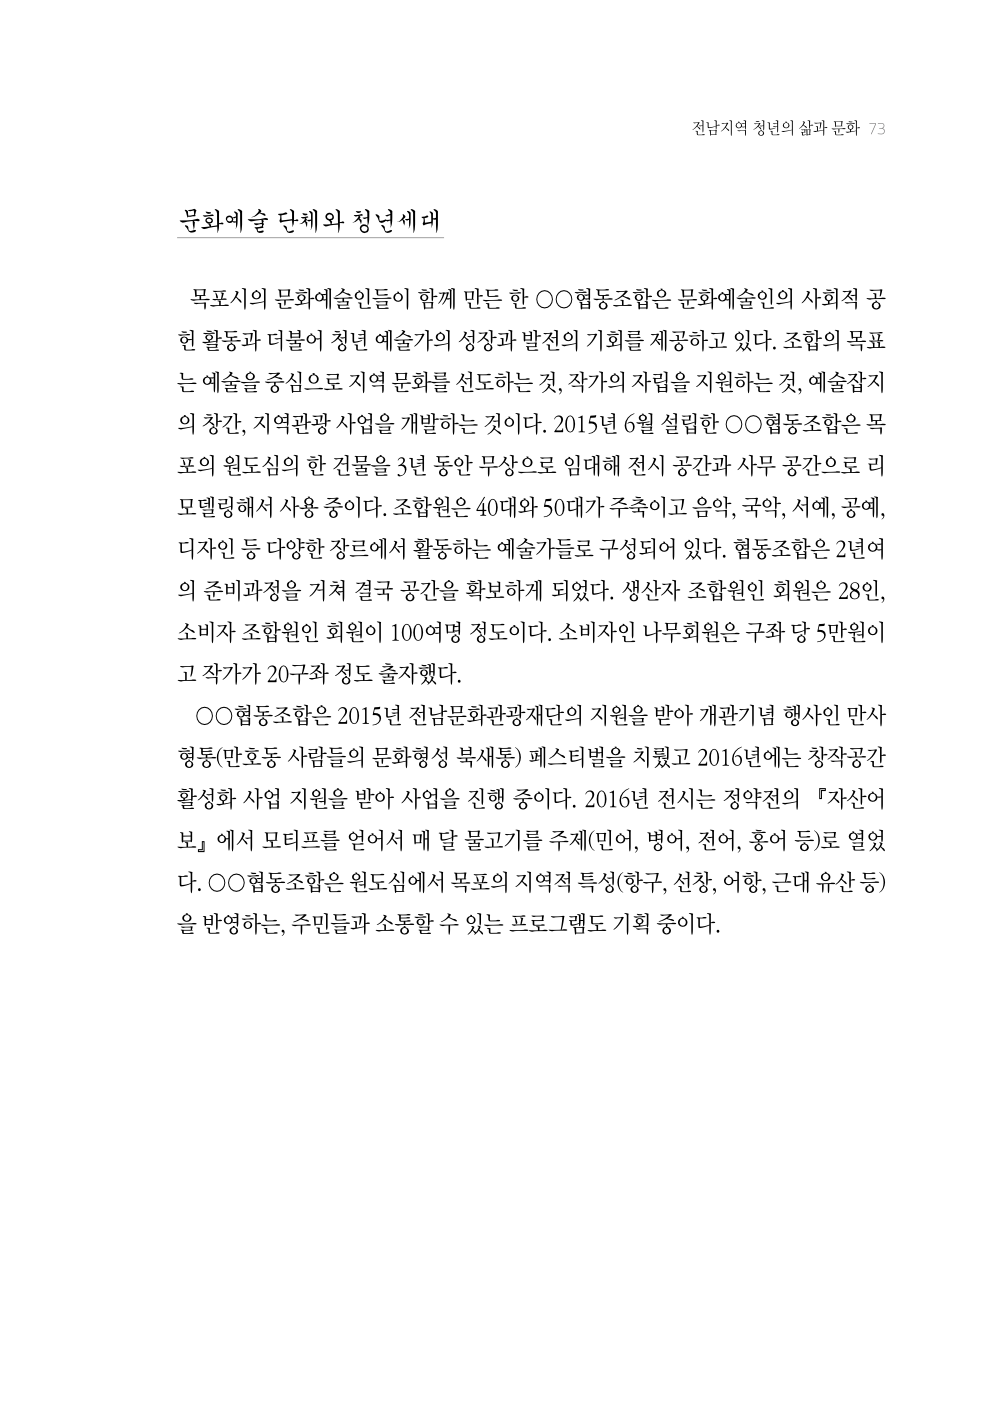 전남지역 청년의 삶과 문화 73
문화예술 단체와 청년세대
목포시의 문화예술인들이 함께 만든 한 〇〇협동조합은 문화예술인의 사회적 공
헌 활동과 더불어 청년 예술가의 성장과 발전의 기회를 제공하고 있다. 조합의 목표
는 예술을 중심으로 지역 문화를 선도하는 것, 작가의 자립을 지원하는 것, 예술잡지
의 창간, 지역관광 사업을 개발하는 것이다. 2015년 6월 설립한 〇〇협동조합은 목
포의 원도심의 한 건물을 3년 동안 무상으로 임대해 전시 공간과 사무 공간으로 리
모델링해서 사용 중이다. 조합원은 40대와 50대가 주축이고 음악, 국악, 서예, 공예,
디자인 등 다양한 장르에서 활동하는 예술가들로 구성되어 있다. 협동조합은 2년여
의 준비과정을 거쳐 결국 공간을 확보하게 되었다. 생산자 조합원인 회원은 28인,
소비자 조합원인 회원이 100여명 정도이다. 소비자인 나무회원은 구좌 당 5만원이
고 작가가 20구좌 정도 출자했다.
〇〇협동조합은 2015년 전남문화관광재단의 지원을 받아 개관기념 행사인 만사
형통(만호동 사람들의 문화형성 북새통) 페스티벌을 치뤘고 2016년에는 창작공간
활성화 사업 지원을 받아 사업을 진행 중이다. 2016년 전시는 정약전의 『자산어
보』에서 모티프를 얻어서 매 달 물고기를 주제(민어, 병어, 전어, 홍어 등)로 열었
다. 〇〇협동조합은 원도심에서 목포의 지역적 특성(항구, 선창, 어항, 근대 유산 등)
을 반영하는, 주민들과 소통할 수 있는 프로그램도 기획 중이다.